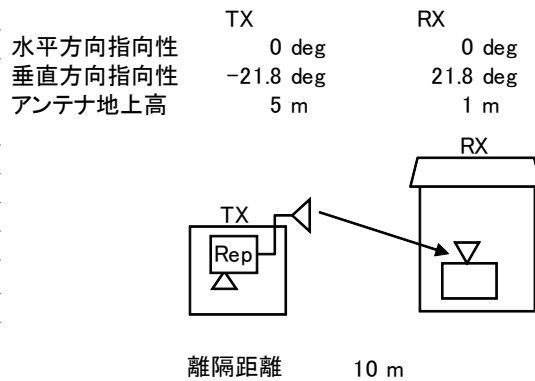 TX RX
水平方向指向性 0 deg 0 deg
垂直方向指向性 -21.8 deg 21.8 deg
アンテナ地上高 5 m 1 m
RX
TX
Rep
離隔距離 10 m